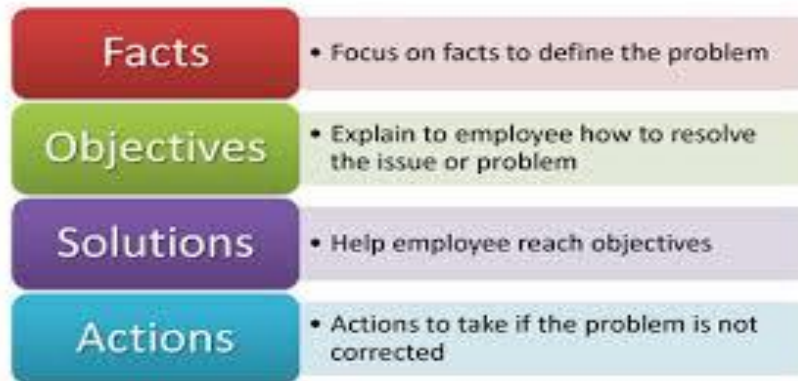 Facts
• Focus on facts to define the problem
Objectives
• Explain to employee how to resolve
the issue or problem
Solutions
• Help employee reach objectives
Actions
• Actions to take if the problem is not
corrected